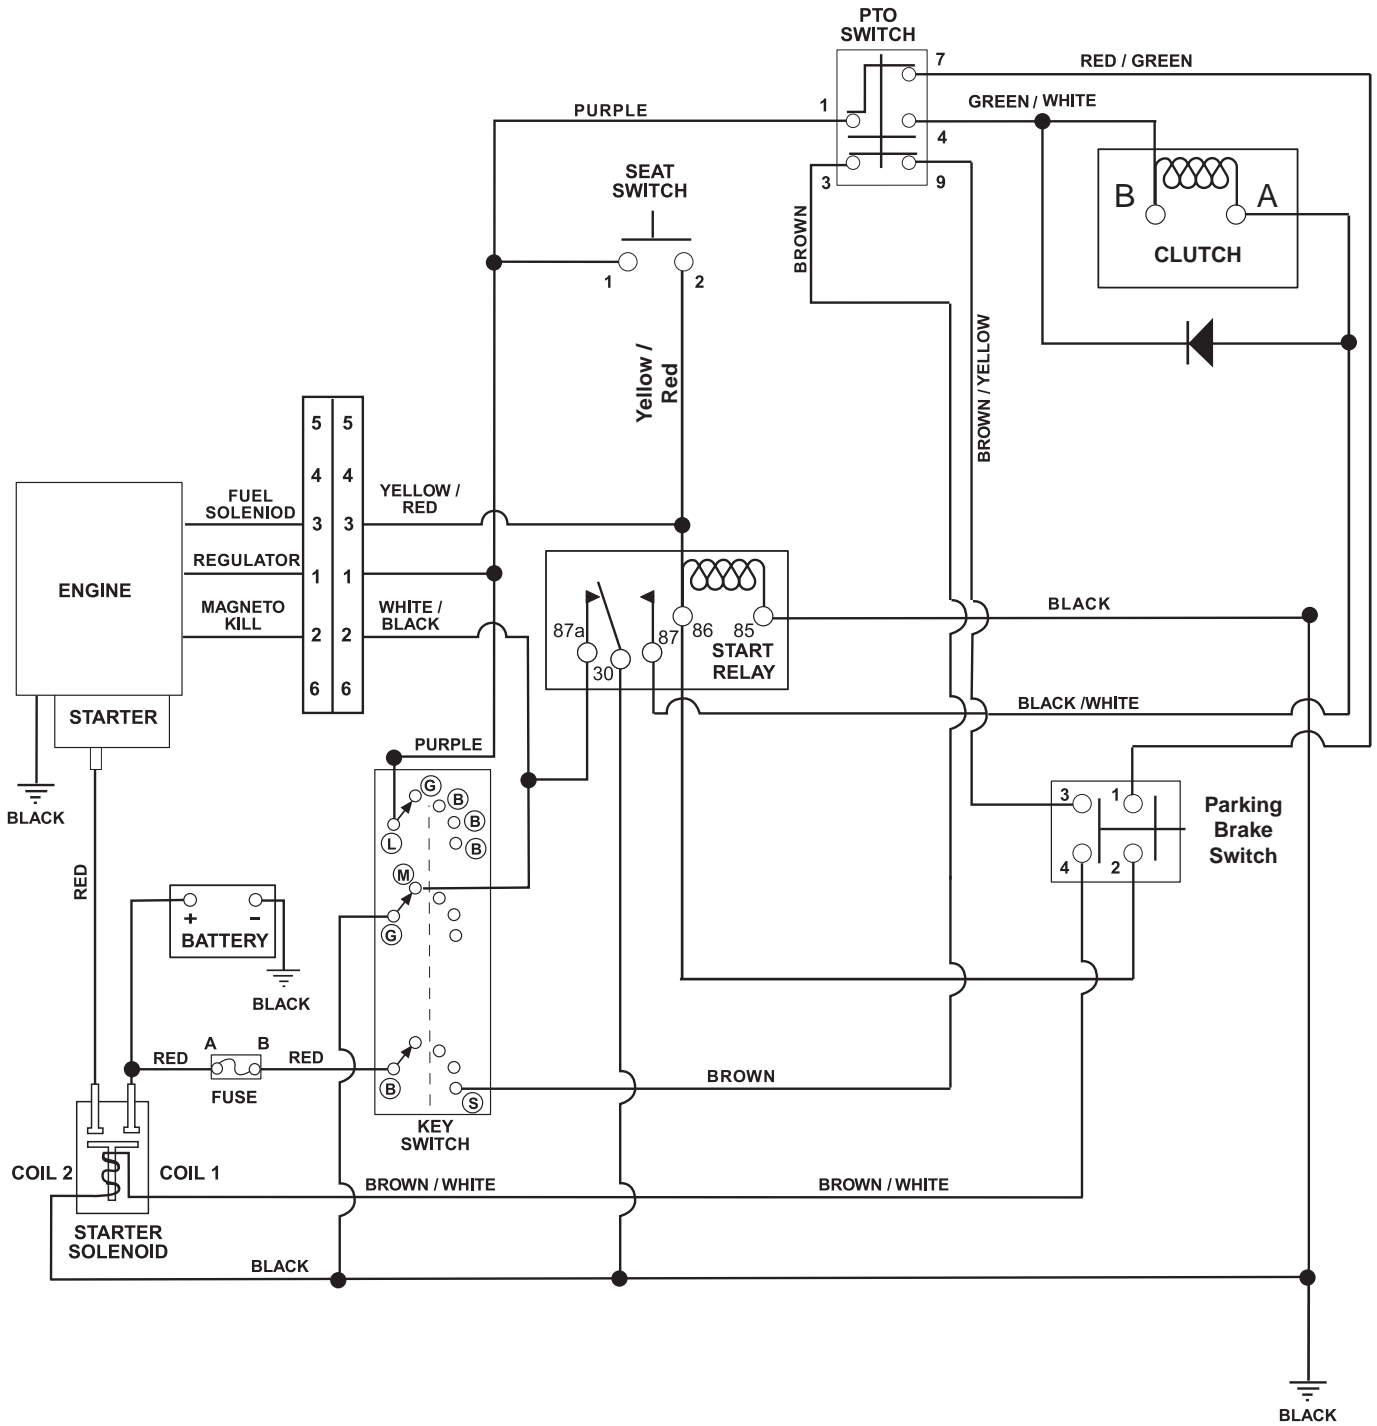 PTO
SWITCH
7
RED / GREEN
1
PURPLE
GREEN / WHITE
4
SEAT
SWITCH
3
9
B
A
CLUTCH
BROWN
1
2
Yellow /
Red
BROWN / YELLOW
5 5
4 4
3 3
1 1
2 2
6 6
FUEL
SOLENIOD
YELLOW /
RED
REGULATOR
ENGINE
MAGNETO
KILL
WHITE /
BLACK
BLACK
87a
30
87
86
85
START
RELAY
STARTER
BLACK /WHITE
PURPLE
BLACK
RED
G
B
B
B
L
M
G
3
1
4
2
Parking
Brake
Switch
+
-
BATTERY
BLACK
RED
A
B
RED
FUSE
B
S
BROWN
KEY
SWITCH
COIL 2
COIL 1
BROWN / WHITE
BROWN / WHITE
STARTER
SOLENOID
BLACK
BLACK